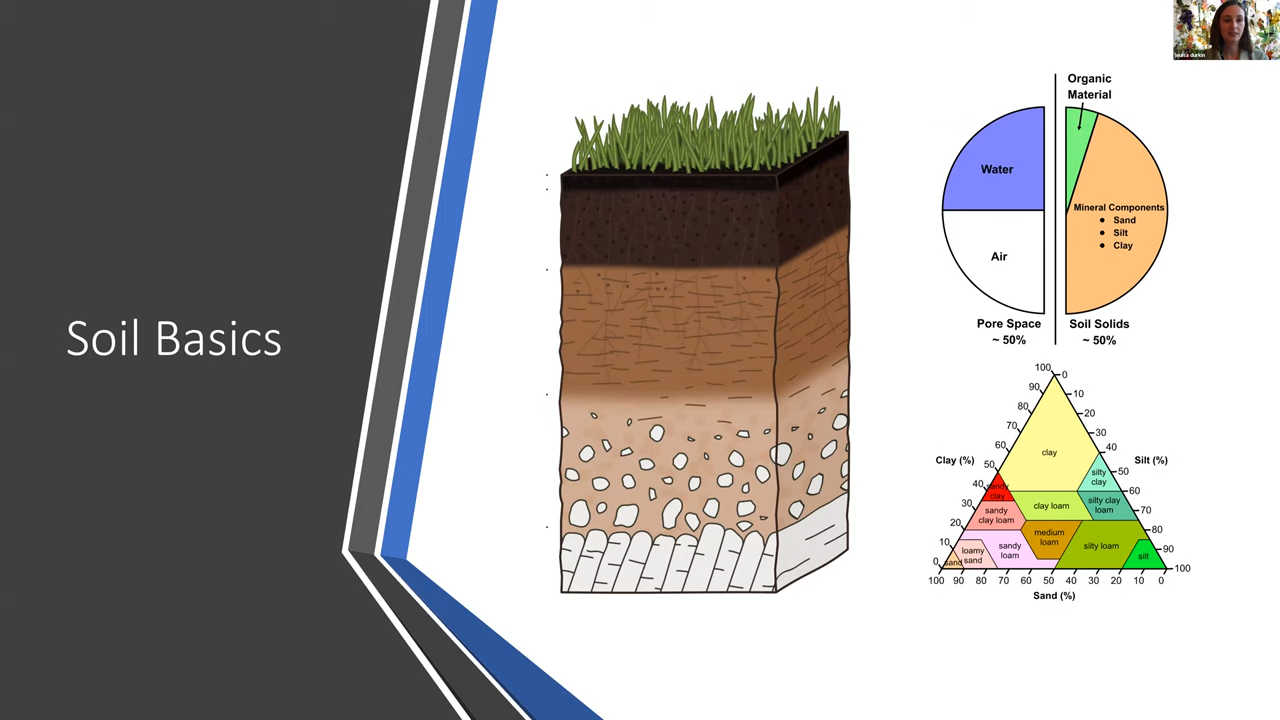 Soil Basics
louisa durkin
Organic
Material
Water
Air
Mineral Components
● Sand
● Silt
● Clay
Pore Space
~ 50%
Soil Solids
~ 50%
Clay (%)
Silt (%)
Sand (%)
100
90
80
70
60
50
40
30
20
10
0
0
10
20
30
40
50
60
70
80
90
100
100 90 80 70 60 50 40 30 20 10 0
clay
silty
clay
sandy
clay
clay loam
silty clay
loam
sandy
clay loam
medium
loam
silty loam
sandy
loam
loamy
sand
sand
silt